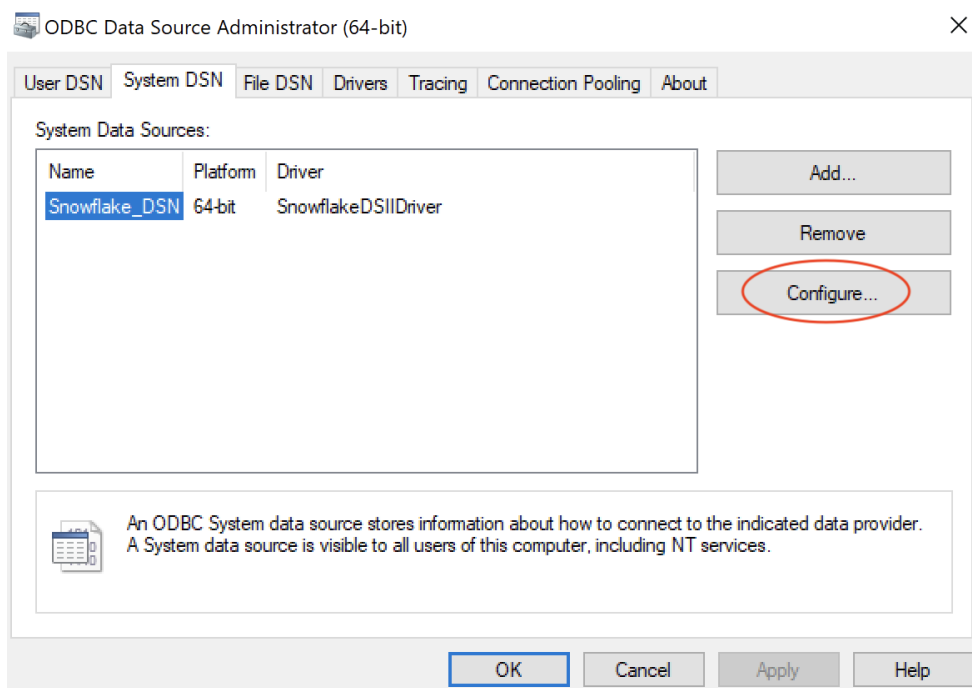 ODBC Data Source Administrator (64-bit)
User DSN System DSN File DSN Drivers Tracing Connection Pooling About
System Data Sources:
Name Platform Driver
Snowflake_DSN 64-bit SnowflakeDSIIDriver
Add...
Remove
Configure...
An ODBC System data source stores information about how to connect to the indicated data provider.
A System data source is visible to all users of this computer, including NT services.
OK Cancel Apply Help